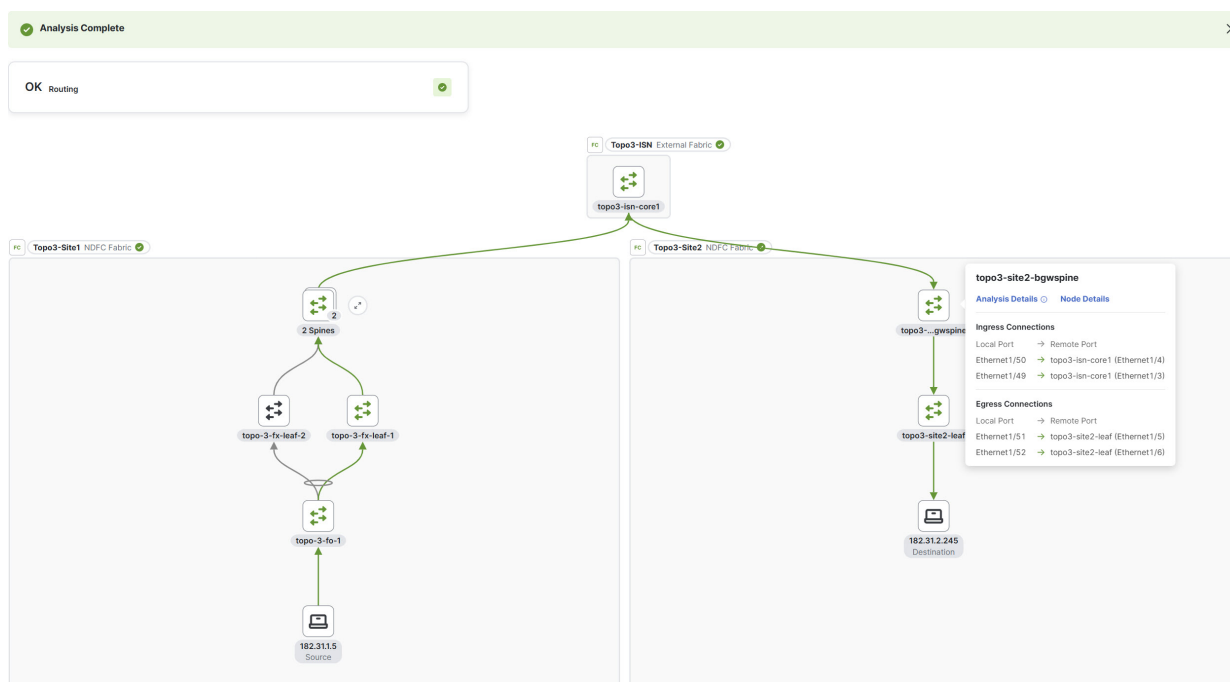 Analysis Complete
OK Routing
FC Topo3-ISN External Fabric
topo3-isn-core1
FC Topo3-Site1 NDFC Fabric
2
2 Spines
topo-3-fx-leaf-2
topo-3-fx-leaf-1
topo-3-fo-1
182.31.1.5
Source
FC Topo3-Site2 NDFC Fabric
topo3-...gwspine
topo3-site2-leaf
182.31.2.245
Destination
topo3-site2-bgwspine
Analysis Details Node Details
Ingress Connections
Local Port → Remote Port
Ethernet1/50 → topo3-isn-core1 (Ethernet1/4)
Ethernet1/49 → topo3-isn-core1 (Ethernet1/3)
Egress Connections
Local Port → Remote Port
Ethernet1/51 → topo3-site2-leaf (Ethernet1/5)
Ethernet1/52 → topo3-site2-leaf (Ethernet1/6)